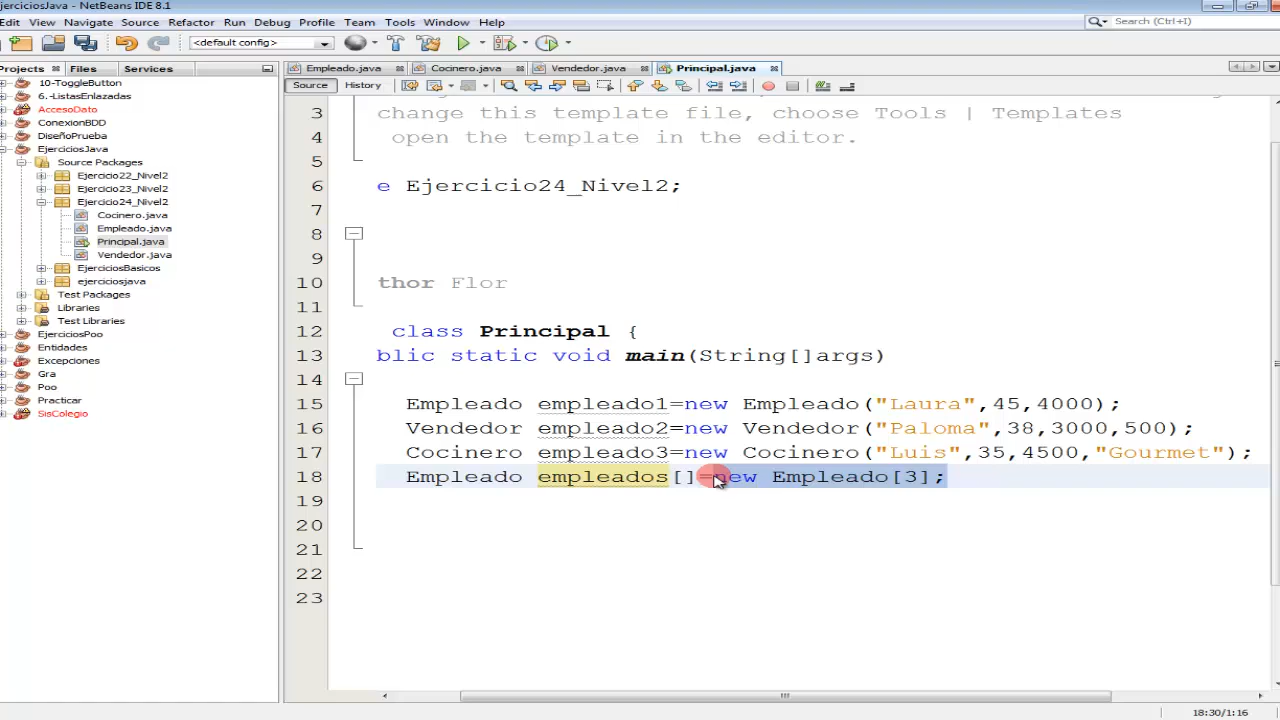 EjerciciosJava - NetBeans IDE 8.1
Edit View Navigate Source Refactor Run Debug Profile Team Tools Window Help
Search (Ctrl+I)
<default config>
Projects Files Services
Empleado.java Cocinero.java Vendedor.java Principal.java
Source History
10-ToggleButton
6.-ListasEnlazadas
AccesoDato
ConexionBDD
DiseñoPrueba
EjerciciosJava
Source Packages
Ejercicio22_Nivel2
Ejercicio23_Nivel2
Ejercicio24_Nivel2
Cocinero.java
Empleado.java
Principal.java
Vendedor.java
EjerciciosBasicos
ejerciciosjava
Test Packages
Libraries
Test Libraries
EjerciciosPoo
Entidades
Excepciones
Gra
Poo
Practicar
SisColegio
3 change this template file, choose Tools | Templates
4 open the template in the editor.
5
6 e Ejercicio24_Nivel2;
7
8
9
10 thor Flor
11
12 class Principal {
13 blic static void main(String[]args)
14
15 Empleado empleado1=new Empleado("Laura",45,4000);
16 Vendedor empleado2=new Vendedor("Paloma",38,3000,500);
17 Cocinero empleado3=new Cocinero("Luis",35,4500,"Gourmet");
18 Empleado empleados[]=new Empleado[3];
19
20
21
22
23
18:30/1:16